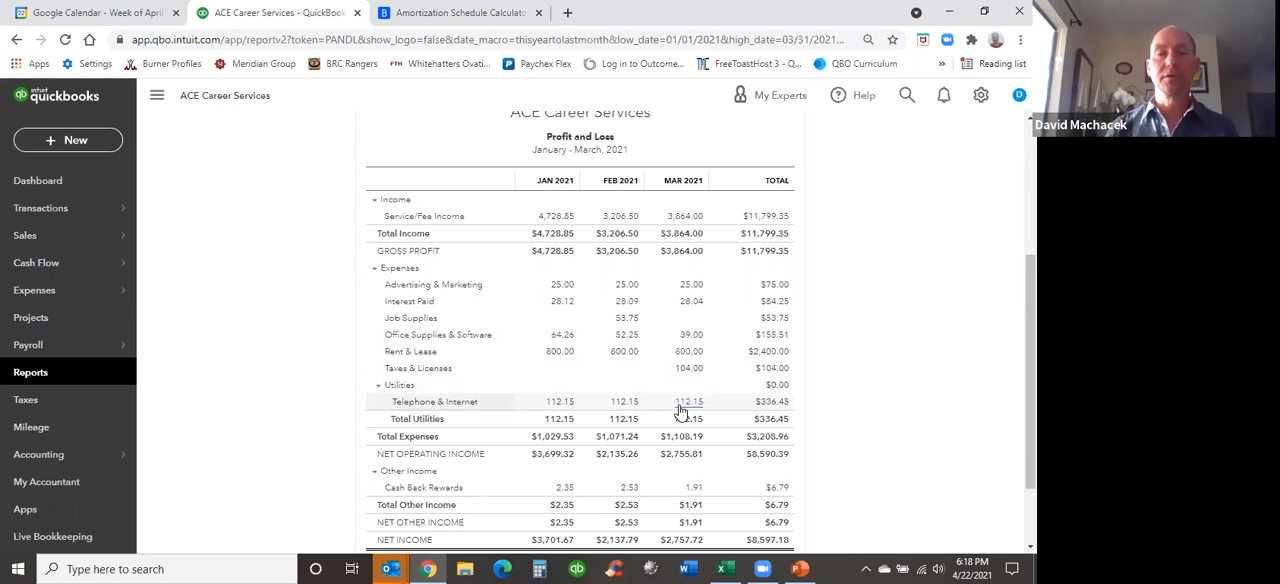 Google Calendar - Week of April
ACE Career Services - QuickBook
Amortization Schedule Calculato
app.qbo.intuit.com/app/reportv2?token=PANDL&show_logo=false&date_macro=thisyeartolastmonth&low_date=01/01/2021&high_date=03/31/2021...
Apps Settings Burner Profiles Meridian Group BRC Rangers FTH Whitehatters Ovati... Paychex Flex Log in to Outcome... FreeToastHost 3 - Q... QBO Curriculum » Reading list
David Machacek
intuit
quickbooks
ACE Career Services
My Experts
Help
D
+ New
Dashboard
Transactions
Sales
Cash Flow
Expenses
Projects
Payroll
Reports
Taxes
Mileage
Accounting
My Accountant
Apps
Live Bookkeeping
ACE Career Services
Profit and Loss
January - March, 2021
JAN 2021 FEB 2021 MAR 2021 TOTAL
Income
Service/Fee Income 4,728.85 3,206.50 3,864.00 $11,799.35
Total Income $4,728.85 $3,206.50 $3,864.00 $11,799.35
GROSS PROFIT $4,728.85 $3,206.50 $3,864.00 $11,799.35
Expenses
Advertising & Marketing 25.00 25.00 25.00 $75.00
Interest Paid 28.12 28.09 28.04 $84.25
Job Supplies 53.75 $53.75
Office Supplies & Software 64.26 52.25 39.00 $155.51
Rent & Lease 800.00 800.00 800.00 $2,400.00
Taxes & Licenses 104.00 $104.00
Utilities $0.00
Telephone & Internet 112.15 112.15 112.15 $336.45
Total Utilities 112.15 112.15 $336.45
Total Expenses $1,029.53 $1,071.24 $1,108.19 $3,208.96
NET OPERATING INCOME $3,699.32 $2,135.26 $2,755.81 $8,590.39
Other Income
Cash Back Rewards 2.35 2.53 1.91 $6.79
Total Other Income $2.35 $2.53 $1.91 $6.79
NET OTHER INCOME $2.35 $2.53 $1.91 $6.79
NET INCOME $3,701.67 $2,137.79 $2,757.72 $8,597.18
Type here to search
6:18 PM
4/22/2021